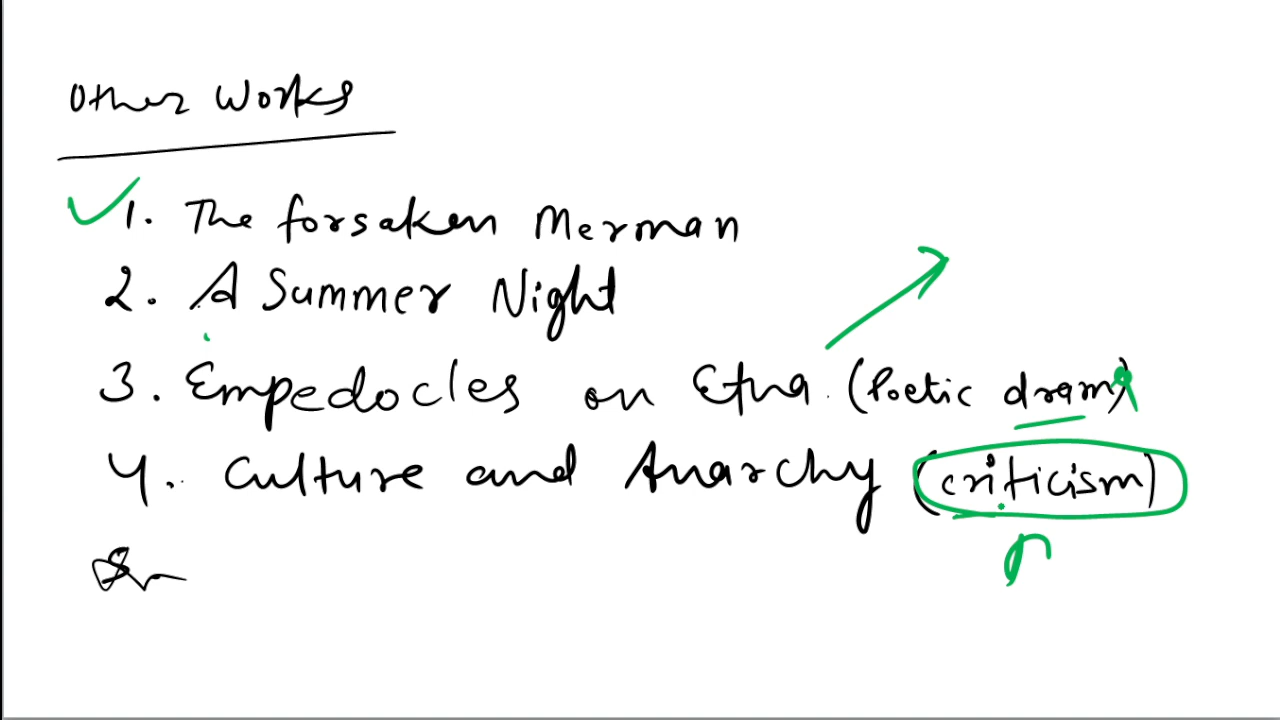 Other Works
1. The forsaken Merman
2. A Summer Night
3. Empedocles on Etna. (Poetic drama)
4. Culture and Anarchy (criticism)